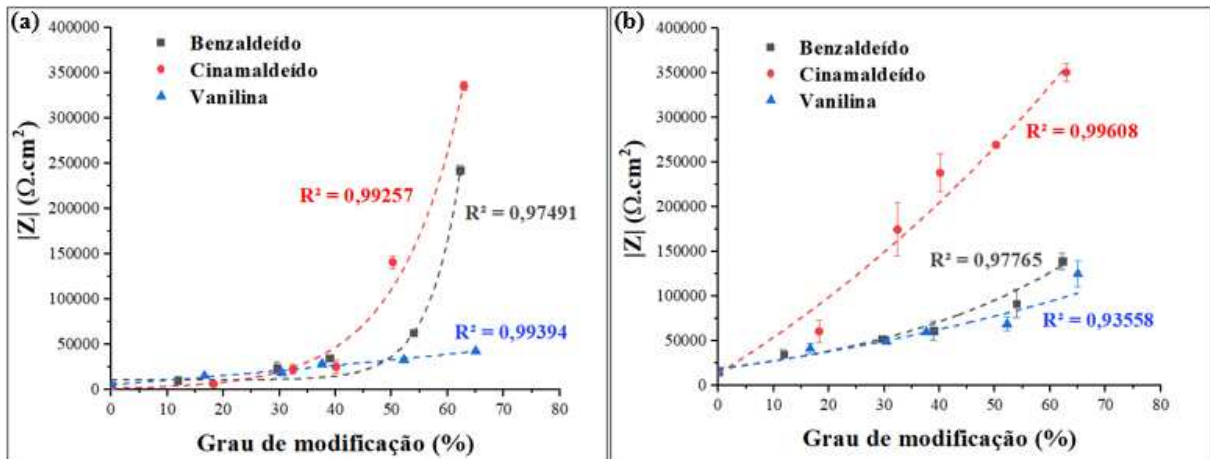 (a)
400000
350000
300000
250000
200000
150000
100000
50000
0
|Z| (Ω.cm²)
Benzaldeído
Cinamaldeído
Vanilina
R² = 0,99257
R² = 0,97491
R² = 0,99394
0 10 20 30 40 50 60 70 80
Grau de modificação (%)
(b)
400000
350000
300000
250000
200000
150000
100000
50000
0
|Z| (Ω.cm²)
Benzaldeído
Cinamaldeído
Vanilina
R² = 0,99608
R² = 0,97765
R² = 0,93558
0 10 20 30 40 50 60 70 80
Grau de modificação (%)